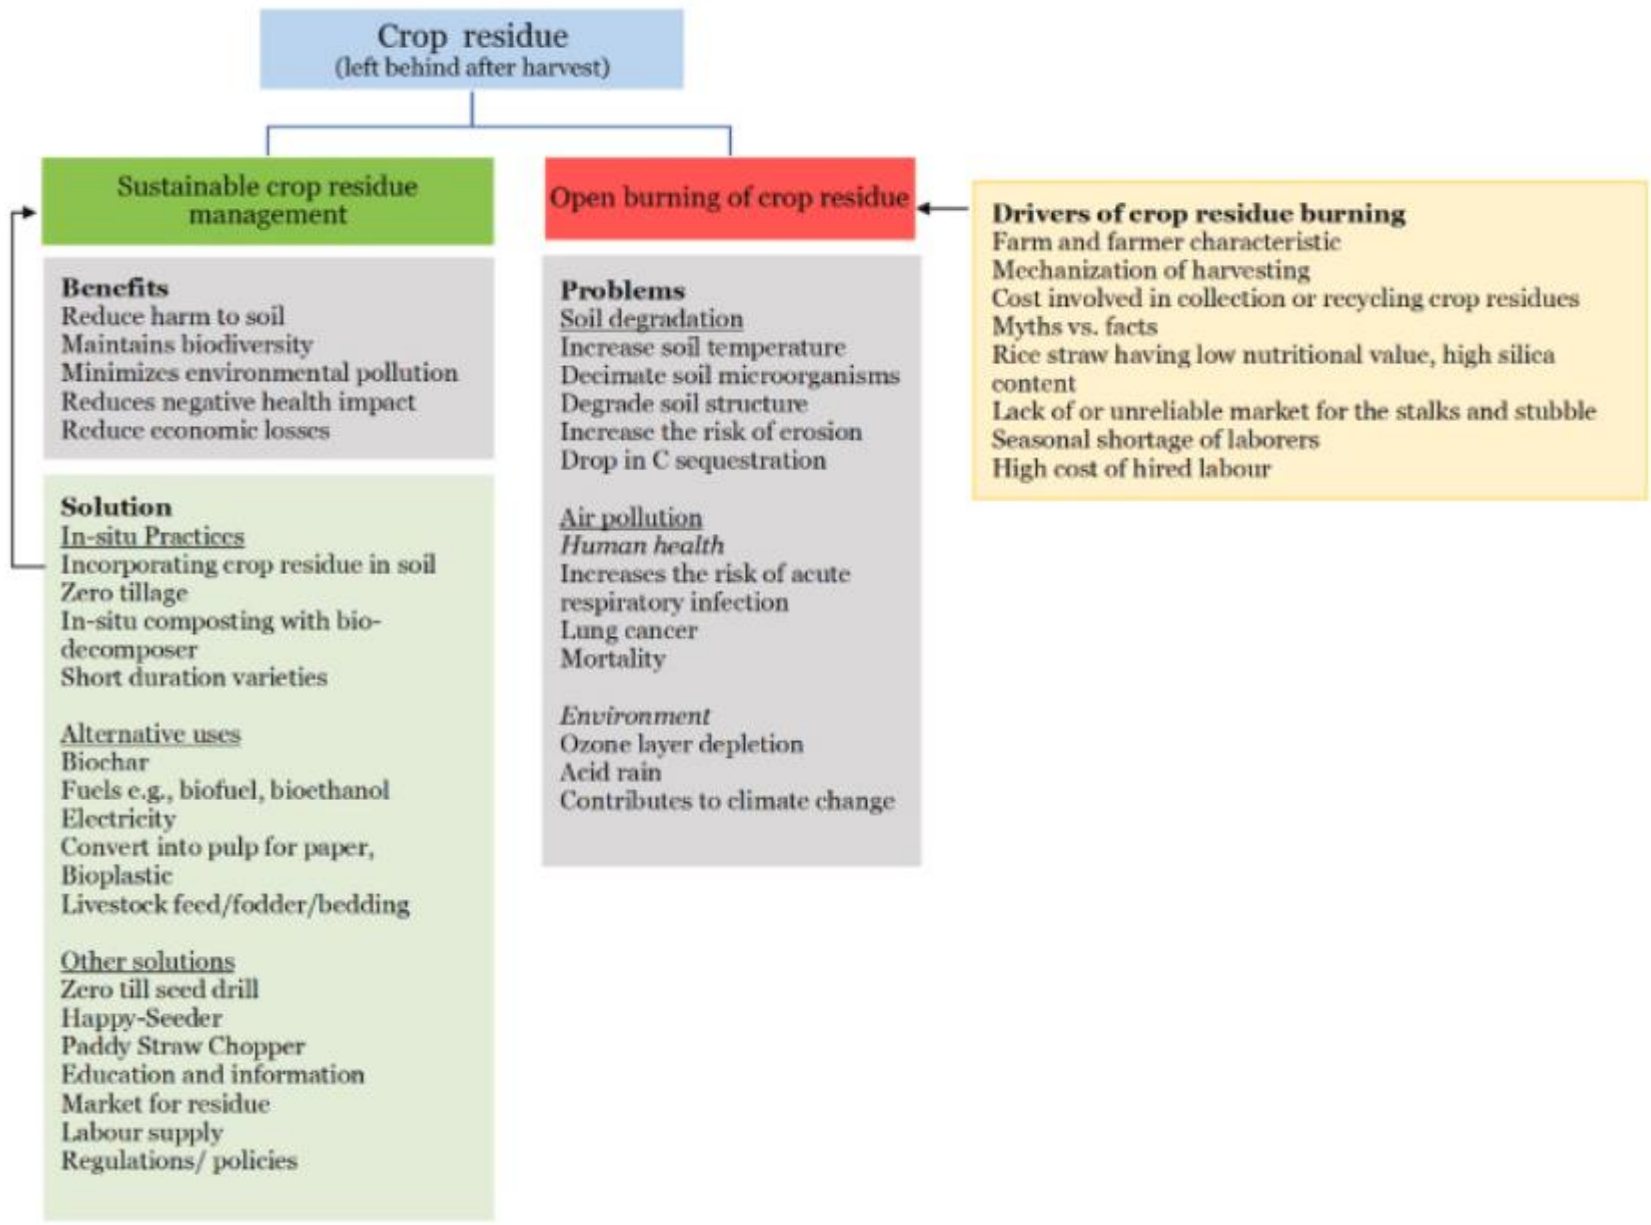 Crop residue
(left behind after harvest)
Sustainable crop residue
management
Benefits
Reduce harm to soil
Maintains biodiversity
Minimizes environmental pollution
Reduces negative health impact
Reduce economic losses
Solution
In-situ Practices
Incorporating crop residue in soil
Zero tillage
In-situ composting with bio-
decomposer
Short duration varieties
Alternative uses
Biochar
Fuels e.g., biofuel, bioethanol
Electricity
Convert into pulp for paper,
Bioplastic
Livestock feed/fodder/bedding
Other solutions
Zero till seed drill
Happy-Seeder
Paddy Straw Chopper
Education and information
Market for residue
Labour supply
Regulations/ policies
Open burning of crop residue
Problems
Soil degradation
Increase soil temperature
Decimate soil microorganisms
Degrade soil structure
Increase the risk of erosion
Drop in C sequestration
Air pollution
Human health
Increases the risk of acute
respiratory infection
Lung cancer
Mortality
Environment
Ozone layer depletion
Acid rain
Contributes to climate change
Drivers of crop residue burning
Farm and farmer characteristic
Mechanization of harvesting
Cost involved in collection or recycling crop residues
Myths vs. facts
Rice straw having low nutritional value, high silica
content
Lack of or unreliable market for the stalks and stubble
Seasonal shortage of laborers
High cost of hired labour